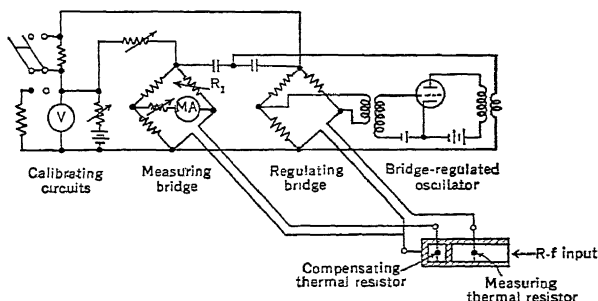 R₁
MA
V
Calibrating
circuits
Measuring
bridge
Regulating
bridge
Bridge-regulated
oscillator
R-f input
Compensating
thermal resistor
Measuring
thermal resistor